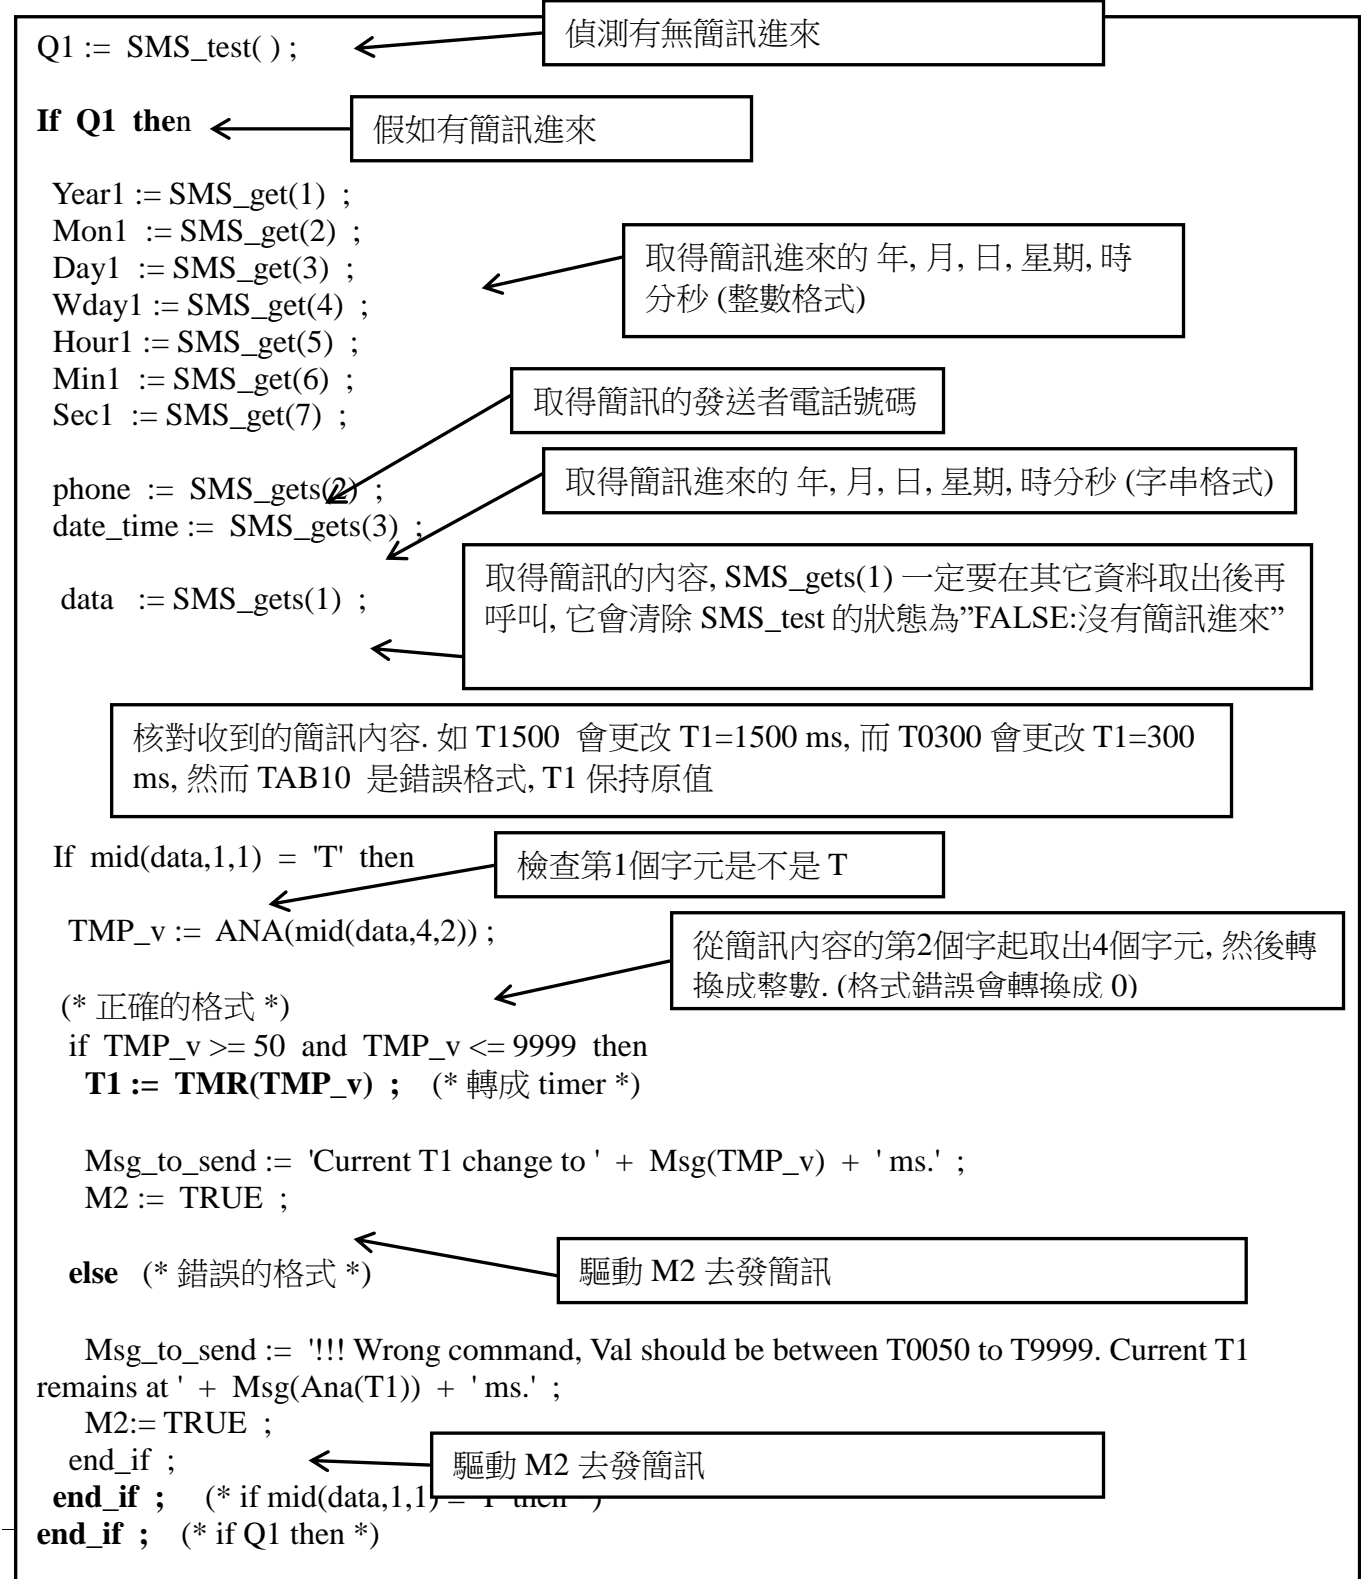 Q1 := SMS_test( ) ;
偵測有無簡訊進來
If Q1 then
假如有簡訊進來
Year1 := SMS_get(1) ;
Mon1 := SMS_get(2) ;
Day1 := SMS_get(3) ;
Wday1 := SMS_get(4) ;
Hour1 := SMS_get(5) ;
Min1 := SMS_get(6) ;
Sec1 := SMS_get(7) ;
取得簡訊進來的 年, 月, 日, 星期, 時
分秒 (整數格式)
取得簡訊的發送者電話號碼
phone := SMS_gets(2) ;
date_time := SMS_gets(3) ;
取得簡訊進來的 年, 月, 日, 星期, 時分秒 (字串格式)
data := SMS_gets(1) ;
取得簡訊的內容, SMS_gets(1) 一定要在其它資料取出後再
呼叫, 它會清除 SMS_test 的狀態為”FALSE:沒有簡訊進來”
核對收到的簡訊內容. 如 T1500 會更改 T1=1500 ms, 而 T0300 會更改 T1=300
ms, 然而 TAB10 是錯誤格式, T1 保持原值
If mid(data,1,1) = 'T' then
檢查第1個字元是不是 T
TMP_v := ANA(mid(data,4,2)) ;
從簡訊內容的第2個字起取出4個字元, 然後轉
換成整數. (格式錯誤會轉換成 0)
(* 正確的格式 *)
if TMP_v >= 50 and TMP_v <= 9999 then
T1 := TMR(TMP_v) ; (* 轉成 timer *)
Msg_to_send := 'Current T1 change to ' + Msg(TMP_v) + ' ms.' ;
M2 := TRUE ;
else (* 錯誤的格式 *)
驅動 M2 去發簡訊
Msg_to_send := '!!! Wrong command, Val should be between T0050 to T9999. Current T1
remains at ' + Msg(Ana(T1)) + ' ms.' ;
M2:= TRUE ;
end_if ;
驅動 M2 去發簡訊
end_if ; (* if mid(data,1,1) = 'T' then *)
end_if ; (* if Q1 then *)